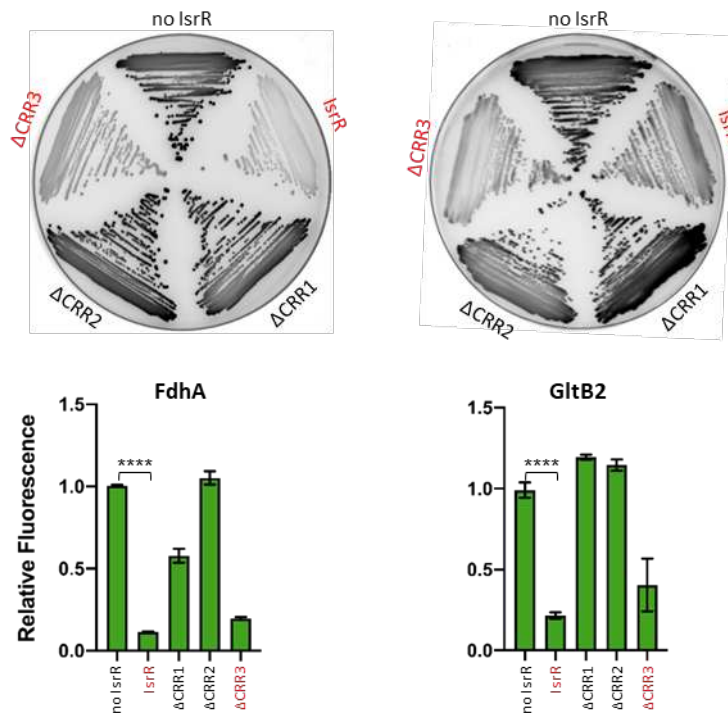 no IsrR
ΔCRR3
IsrR
ΔCRR2
ΔCRR1
no IsrR
ΔCRR3
ΔCRR2
ΔCRR1
FdhA
Relative Fluorescence
1.5
1.0
0.5
0.0
****
no IsrR
IsrR
ΔCRR1
ΔCRR2
ΔCRR3
GltB2
1.5
1.0
0.5
0.0
****
no IsrR
IsrR
ΔCRR1
ΔCRR2
ΔCRR3